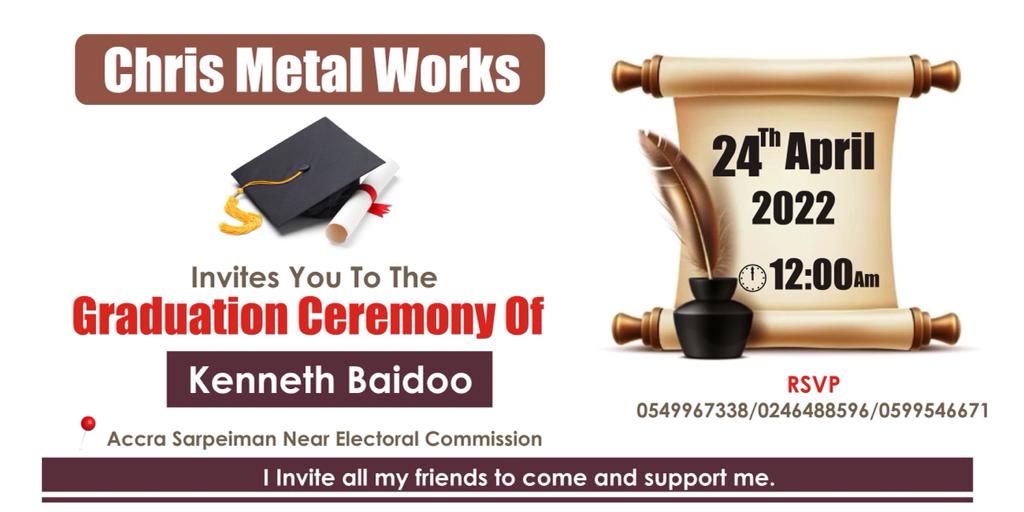 Chris Metal Works
Invites You To The
Graduation Ceremony Of
Kenneth Baidoo
Accra Sarpeiman Near Electoral Commission
24Th April
2022
12:00Am
RSVP
0549967338/0246488596/0599546671
I Invite all my friends to come and support me.